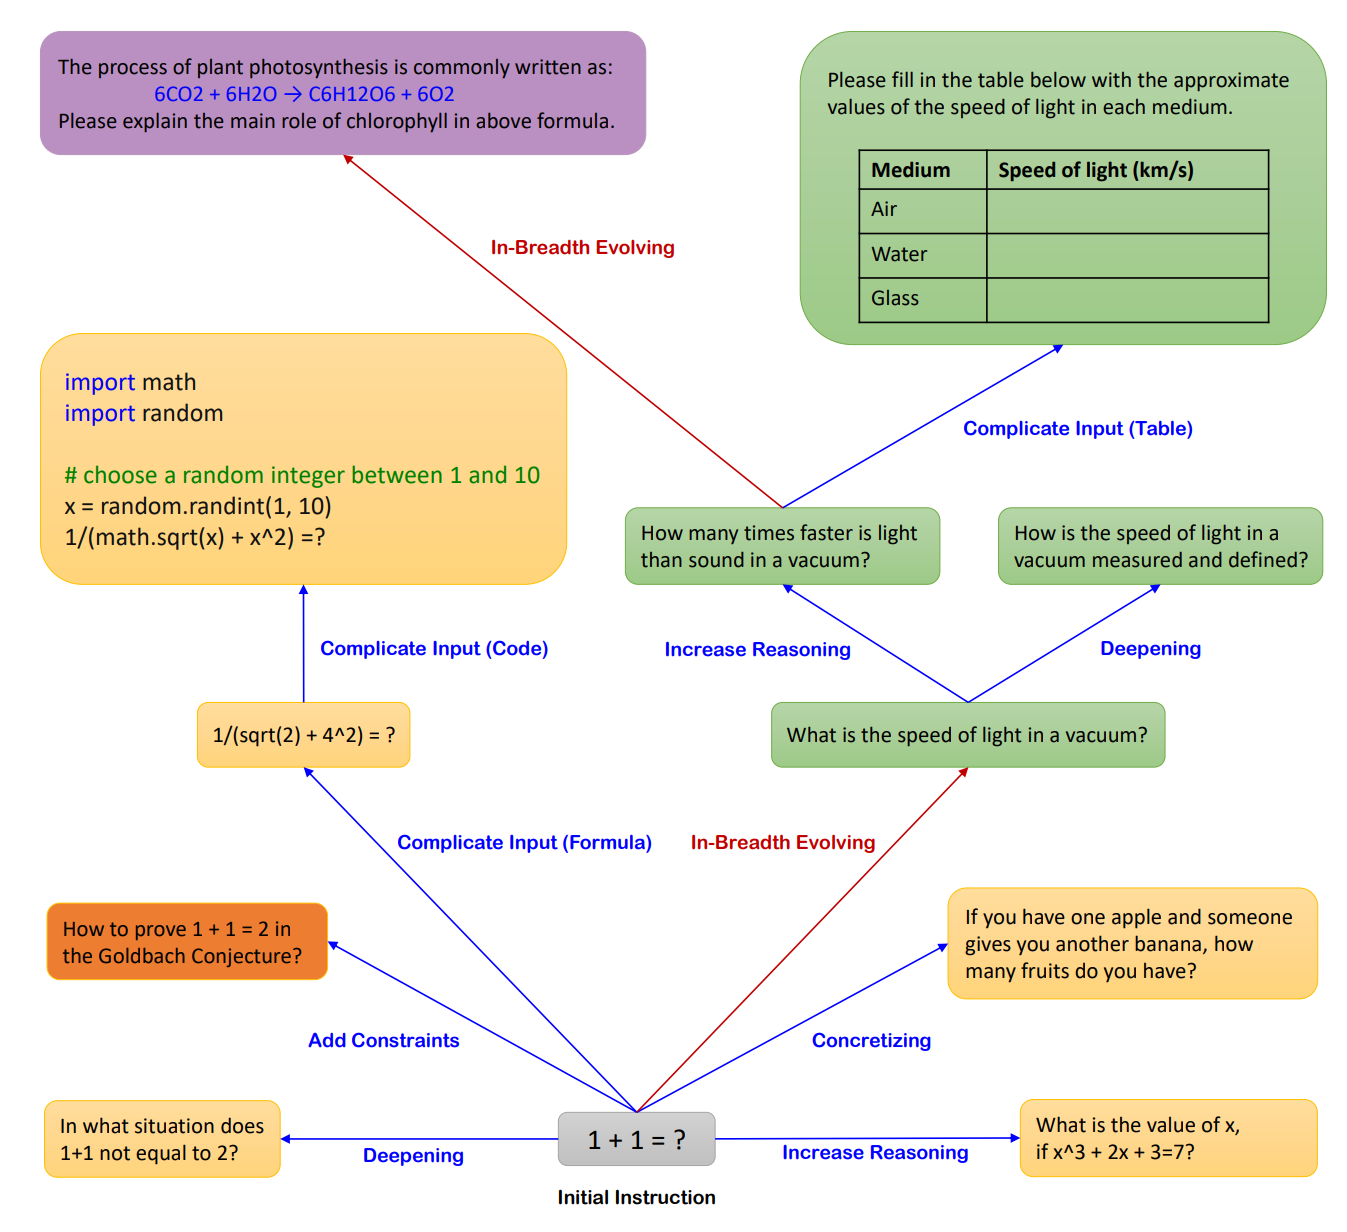 The process of plant photosynthesis is commonly written as:
6CO2 + 6H2O → C6H12O6 + 6O2
Please explain the main role of chlorophyll in above formula.
Please fill in the table below with the approximate
values of the speed of light in each medium.
Medium Speed of light (km/s)
Air
Water
Glass
In-Breadth Evolving
import math
import random
# choose a random integer between 1 and 10
x = random.randint(1, 10)
1/(math.sqrt(x) + x^2) =?
Complicate Input (Table)
How many times faster is light
than sound in a vacuum?
How is the speed of light in a
vacuum measured and defined?
Complicate Input (Code)
Increase Reasoning
Deepening
1/(sqrt(2) + 4^2) = ?
What is the speed of light in a vacuum?
Complicate Input (Formula)
In-Breadth Evolving
How to prove 1 + 1 = 2 in
the Goldbach Conjecture?
If you have one apple and someone
gives you another banana, how
many fruits do you have?
Add Constraints
Concretizing
In what situation does
1+1 not equal to 2?
Deepening
1 + 1 = ?
Increase Reasoning
What is the value of x,
if x^3 + 2x + 3=7?
Initial Instruction